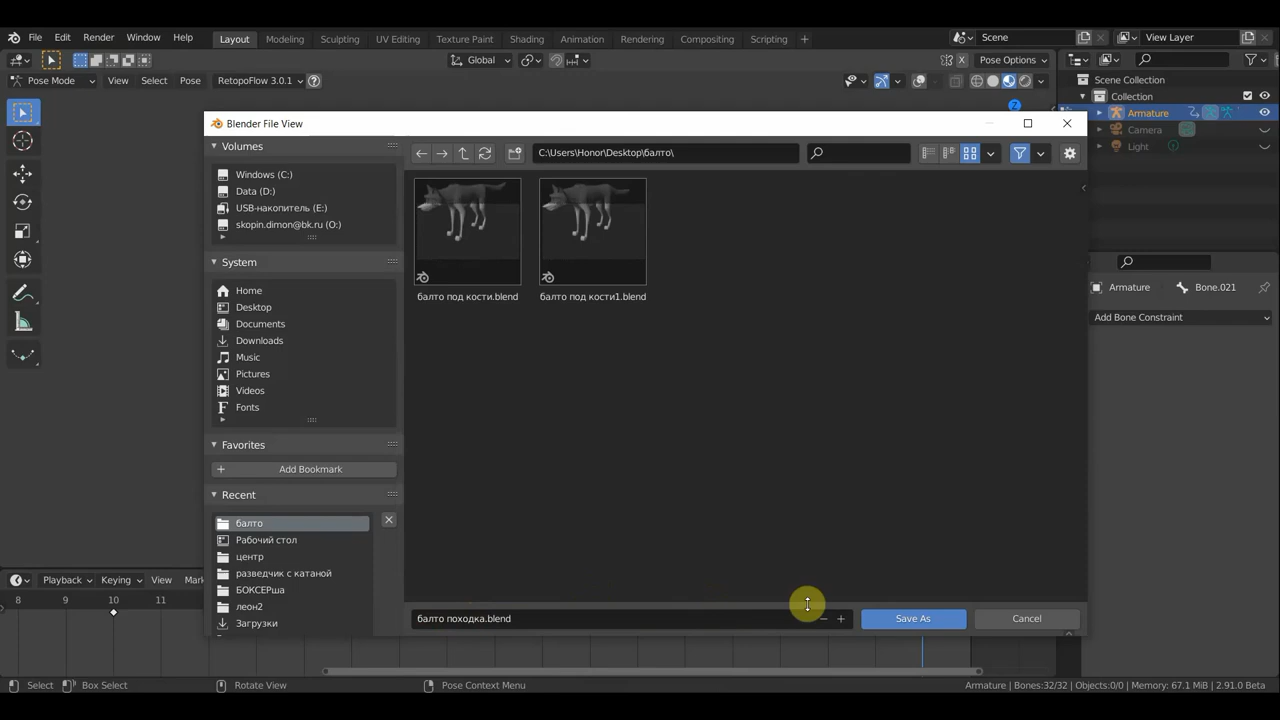 File Edit Render Window Help Layout Modeling Sculpting UV Editing Texture Paint Shading Animation Rendering Compositing Scripting + Scene View Layer
Global Pose Options
Pose Mode View Select Pose RetopoFlow 3.0.1
Scene Collection
Collection
Armature
Camera
Light
Z
Blender File View
Volumes
Windows (C:)
Data (D:)
USB-накопитель (E:)
skopin.dimon@bk.ru (O:)
System
Home
Desktop
Documents
Downloads
Music
Pictures
Videos
Fonts
Favorites
Add Bookmark
Recent
балто
Рабочий стол
центр
разведчик с катаной
БОКСЕРша
леон2
Загрузки
C:\Users\Honor\Desktop\балто\
балто под кости.blend
балто под кости1.blend
балто походка.blend
Save As
Cancel
Armature Bone.021
Add Bone Constraint
Playback Keying View Mark
8 9 10 11
Select Box Select Rotate View Pose Context Menu Armature | Bones:32/32 | Objects:0/0 | Memory: 67.1 MiB | 2.91.0 Beta